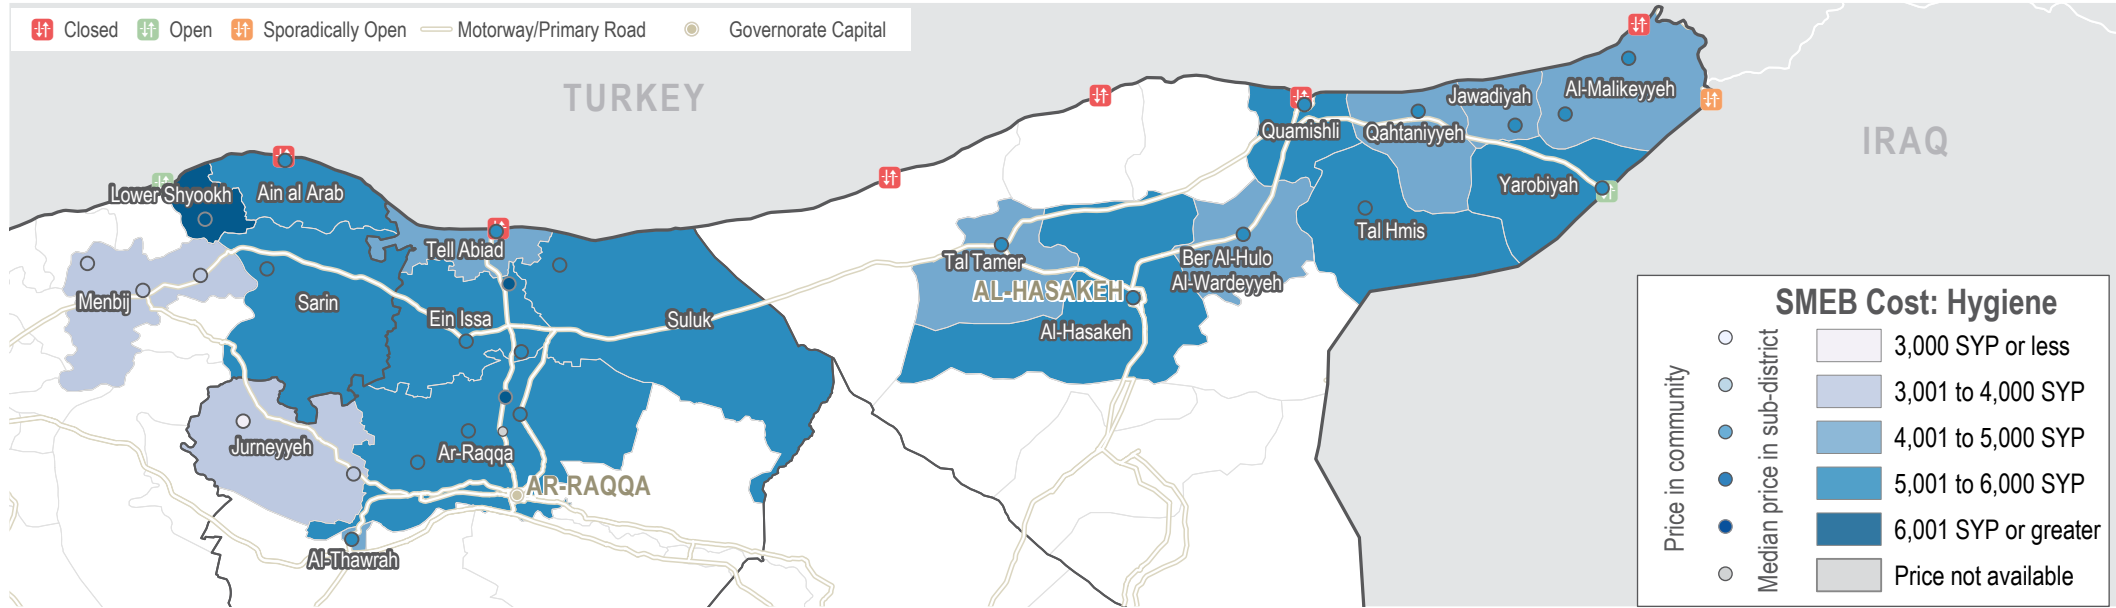 Closed
Open
Sporadically Open
Motorway/Primary Road
Governorate Capital
TURKEY
IRAQ
Lower Shyookh
Ain al Arab
Tell Abiad
Menbij
Sarin
Ein Issa
Suluk
Jurneyyeh
Ar-Raqqa
AR-RAQQA
Al-Thawrah
Quamishli
Qahtaniyyeh
Jawadiyah
Al-Malikeyyeh
Yarobiyah
Tal Hmis
Tal Tamer
Ber Al-Hulo
Al-Wardeyyeh
AL-HASAKEH
Al-Hasakeh
SMEB Cost: Hygiene
Price in community
Median price in sub-district
3,000 SYP or less
3,001 to 4,000 SYP
4,001 to 5,000 SYP
5,001 to 6,000 SYP
6,001 SYP or greater
Price not available